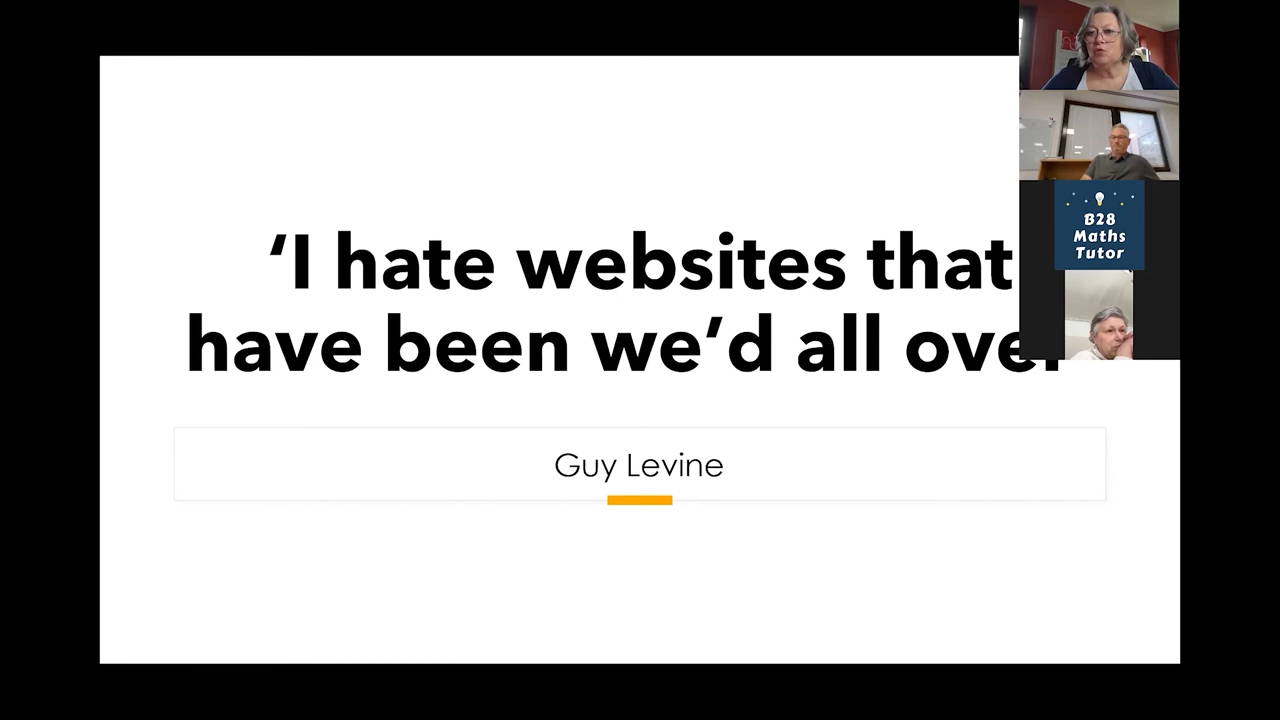 ‘I hate websites that
have been we’d all over
Guy Levine
B28
Maths
Tutor